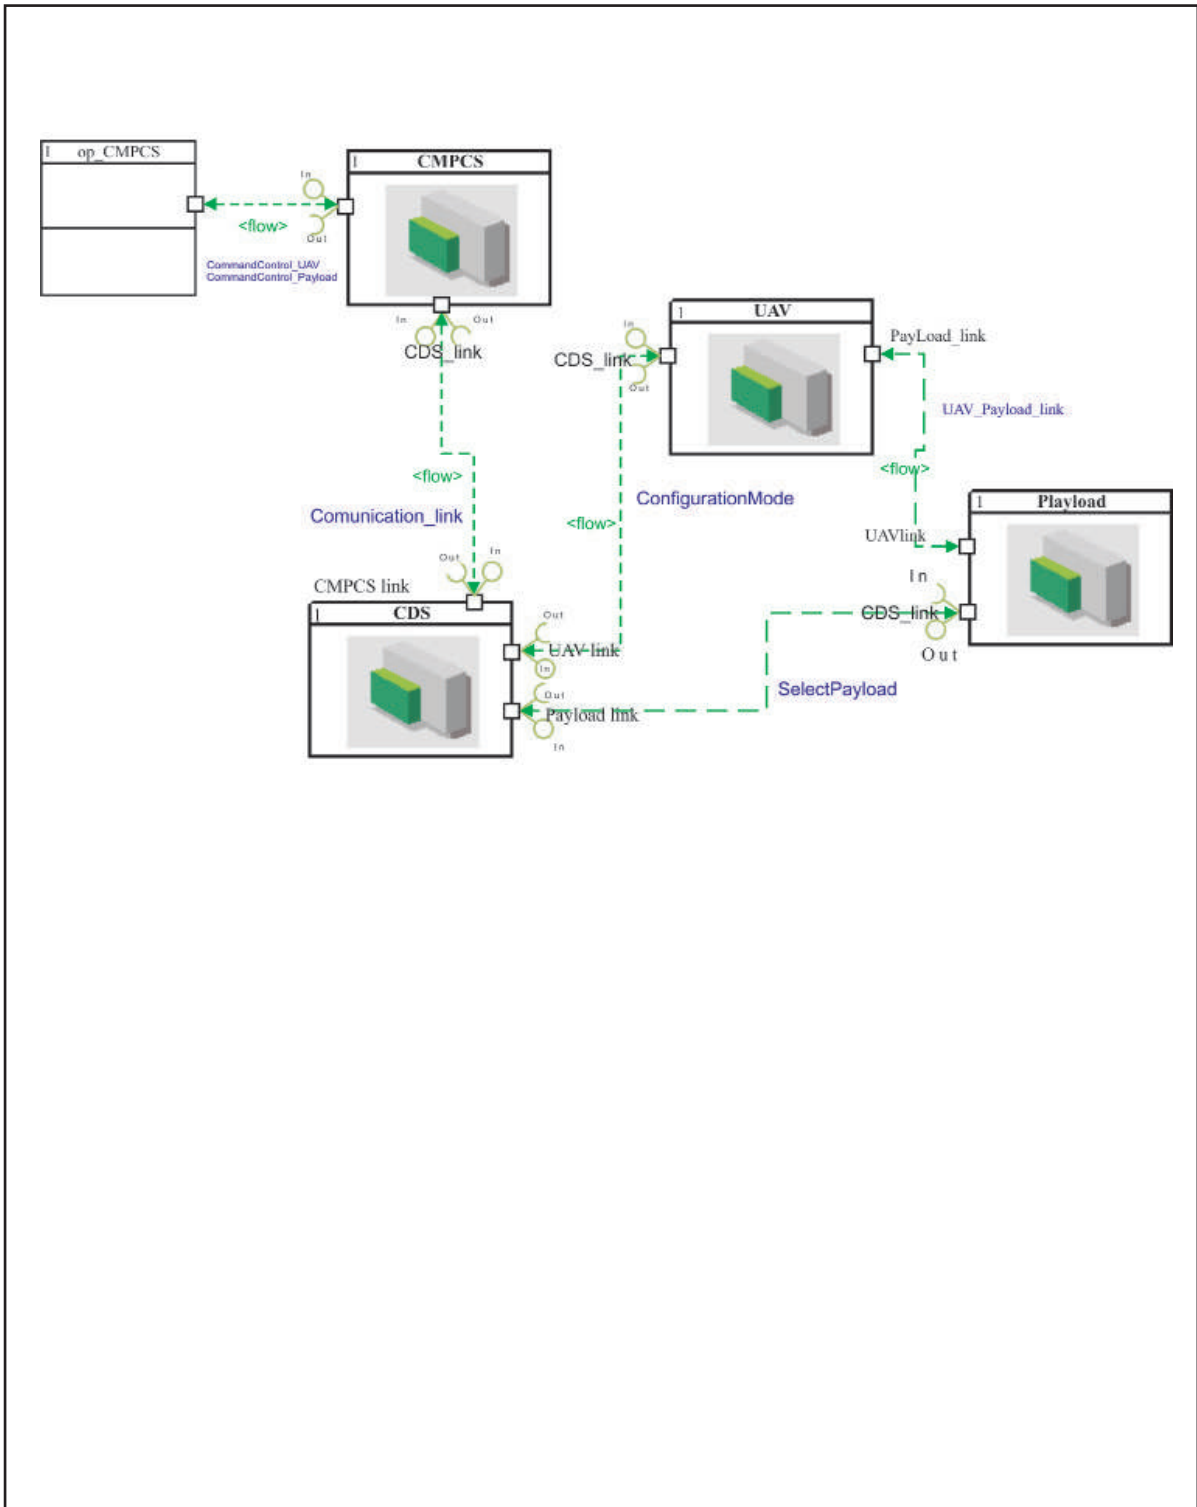 1 op_CMPCS
In
<flow>
Out
CommandControl_UAV
CommandControl_Payload
1 CMPCS
In Out
CDS_link
<flow>
Comunication_link
Out In
CMPCS link
1 CDS
Out
UAV link
In
Out
Payload link
In
In
CDS_link
Out
1 UAV
PayLoad_link
UAV_Payload_link
<flow>
ConfigurationMode
<flow>
1 Playload
UAVlink
In
CDS_link
Out
SelectPayload